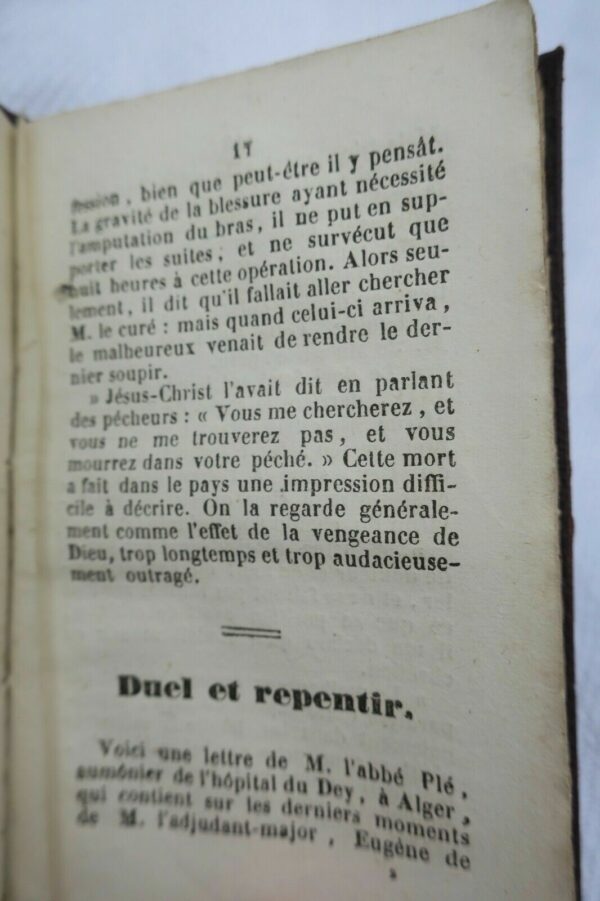 17
fession, bien que peut-être il y pensât.
La gravité de la blessure ayant nécessité
l'amputation du bras, il ne put en sup-
porter les suites, et ne survécut que
huit heures à cette opération. Alors seu-
lement, il dit qu'il fallait aller chercher
M. le curé : mais quand celui-ci arriva,
le malheureux venait de rendre le der-
nier soupir.
» Jésus-Christ l'avait dit en parlant
des pécheurs : « Vous me chercherez, et
vous ne me trouverez pas, et vous
mourrez dans votre péché. » Cette mort
a fait dans le pays une impression diffi-
cile à décrire. On la regarde générale-
ment comme l'effet de la vengeance de
Dieu, trop longtemps et trop audacieuse-
ment outragé.
Duel et repentir.
Voici une lettre de M. l'abbé Plé,
aumônier de l'hôpital du Dey, à Alger,
qui contient sur les derniers moments
de M. l'adjudant-major, Eugène de